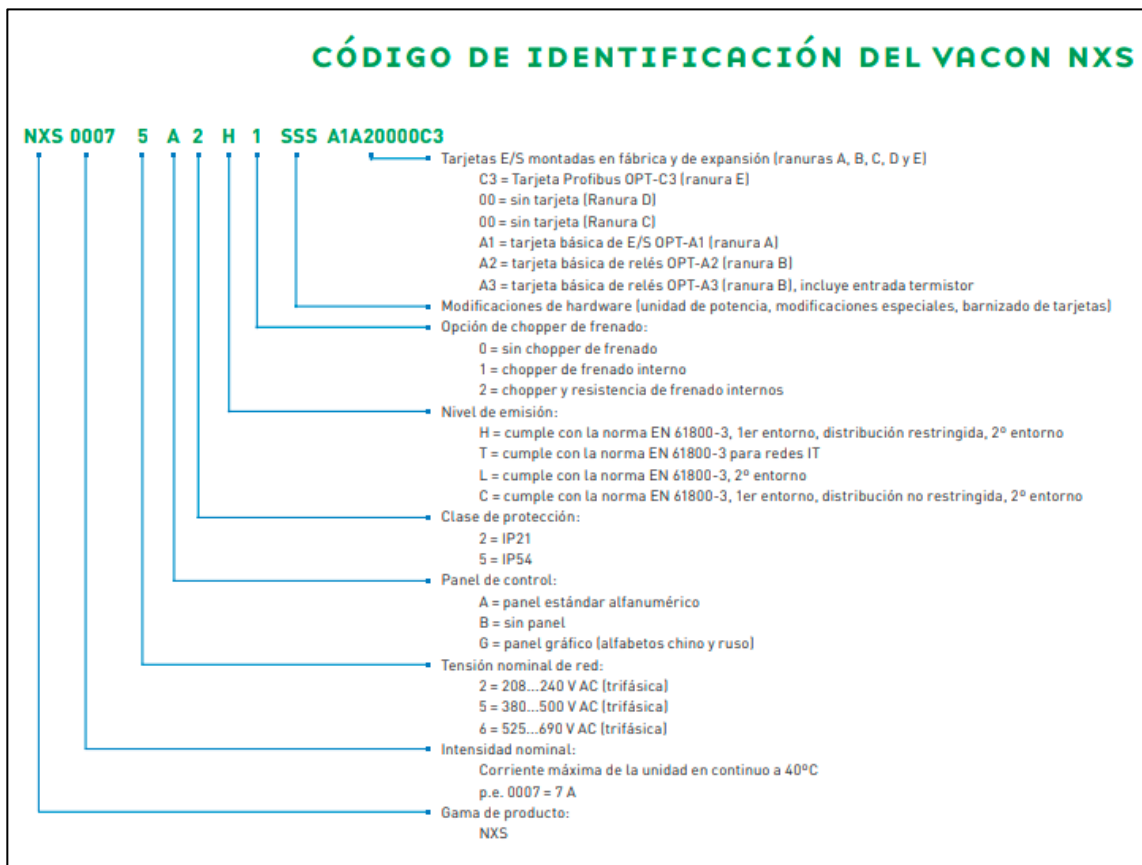 CÓDIGO DE IDENTIFICACIÓN DEL VACON NXS
NXS 0007 5 A 2 H 1 SSS A1A20000C3
Tarjetas E/S montadas en fábrica y de expansión (ranuras A, B, C, D y E)
C3 = Tarjeta Profibus OPT-C3 (ranura E)
00 = sin tarjeta (Ranura D)
00 = sin tarjeta (Ranura C)
A1 = tarjeta básica de E/S OPT-A1 (ranura A)
A2 = tarjeta básica de relés OPT-A2 (ranura B)
A3 = tarjeta básica de relés OPT-A3 (ranura B), incluye entrada termistor
Modificaciones de hardware (unidad de potencia, modificaciones especiales, barnizado de tarjetas)
Opción de chopper de frenado:
0 = sin chopper de frenado
1 = chopper de frenado interno
2 = chopper y resistencia de frenado internos
Nivel de emisión:
H = cumple con la norma EN 61800-3, 1er entorno, distribución restringida, 2º entorno
T = cumple con la norma EN 61800-3 para redes IT
L = cumple con la norma EN 61800-3, 2º entorno
C = cumple con la norma EN 61800-3, 1er entorno, distribución no restringida, 2º entorno
Clase de protección:
2 = IP21
5 = IP54
Panel de control:
A = panel estándar alfanumérico
B = sin panel
G = panel gráfico (alfabetos chino y ruso)
Tensión nominal de red:
2 = 208...240 V AC (trifásica)
5 = 380...500 V AC (trifásica)
6 = 525...690 V AC (trifásica)
Intensidad nominal:
Corriente máxima de la unidad en continuo a 40ºC
p.e. 0007 = 7 A
Gama de producto:
NXS